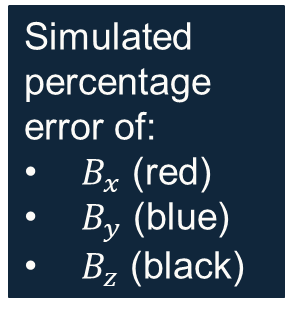 Simulated
percentage
error of:
• Bx (red)
• By (blue)
• Bz (black)